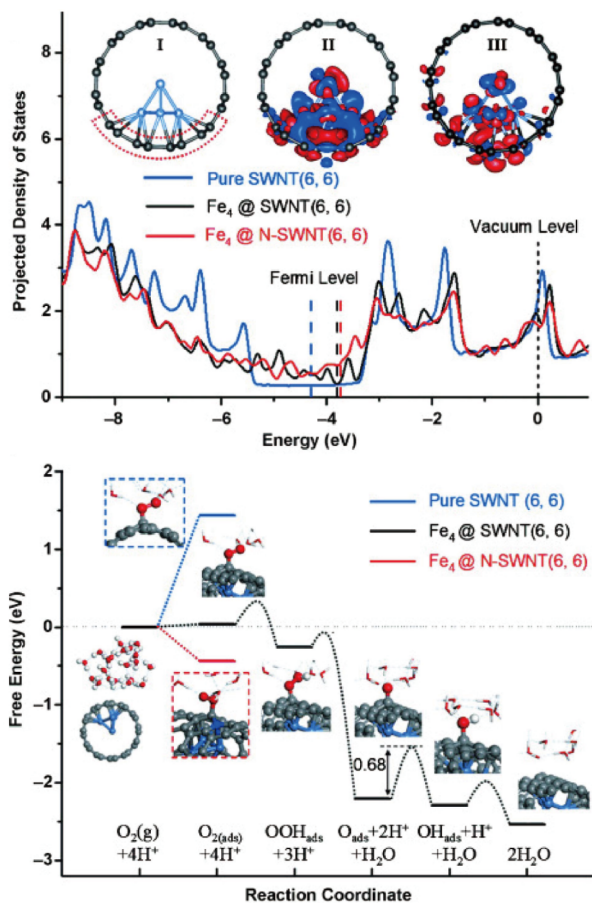 I II III
8
6
4
2
0
Projected Density of States
Pure SWNT(6, 6)
Fe4 @ SWNT(6, 6)
Fe4 @ N-SWNT(6, 6)
Vacuum Level
Fermi Level
−8 −6 −4 −2 0
Energy (eV)
2
1
0
−1
−2
−3
Free Energy (eV)
Pure SWNT (6, 6)
Fe4 @ SWNT(6, 6)
Fe4 @ N-SWNT(6, 6)
0.68
O2(g) O2(ads) OOHads Oads+2H+ OHads+H+ 2H2O
+4H+ +4H+ +3H+ +H2O +H2O
Reaction Coordinate